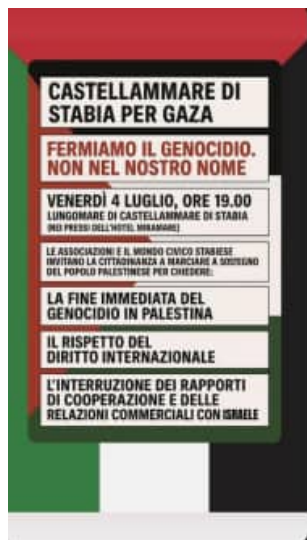 CASTELLAMMARE DI
STABIA PER GAZA
FERMIAMO IL GENOCIDIO.
NON NEL NOSTRO NOME
VENERDÌ 4 LUGLIO, ORE 19.00
LUNGOMARE DI CASTELLAMMARE DI STABIA
(NEI PRESSI DELL'HOTEL MIRAMARE)
LE ASSOCIAZIONI E IL MONDO CIVICO STABIESE
INVITANO LA CITTADINANZA A MARCIARE A SOSTEGNO
DEL POPOLO PALESTINESE PER CHIEDERE:
LA FINE IMMEDIATA DEL
GENOCIDIO IN PALESTINA
IL RISPETTO DEL
DIRITTO INTERNAZIONALE
L'INTERRUZIONE DEI RAPPORTI
DI COOPERAZIONE E DELLE
RELAZIONI COMMERCIALI CON ISRAELE